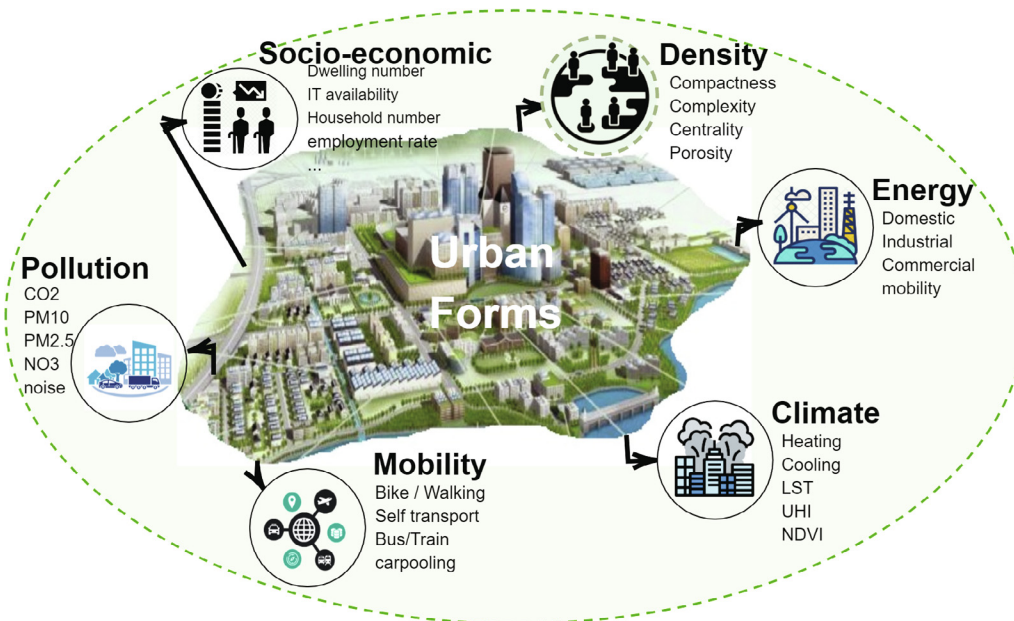 Socio-economic
Dwelling number
IT availability
Household number
employment rate
...
Density
Compactness
Complexity
Centrality
Porosity
Energy
Domestic
Industrial
Commercial
mobility
Urban
Forms
Pollution
CO2
PM10
PM2.5
NO3
noise
Climate
Heating
Cooling
LST
UHI
NDVI
Mobility
Bike / Walking
Self transport
Bus/Train
carpooling